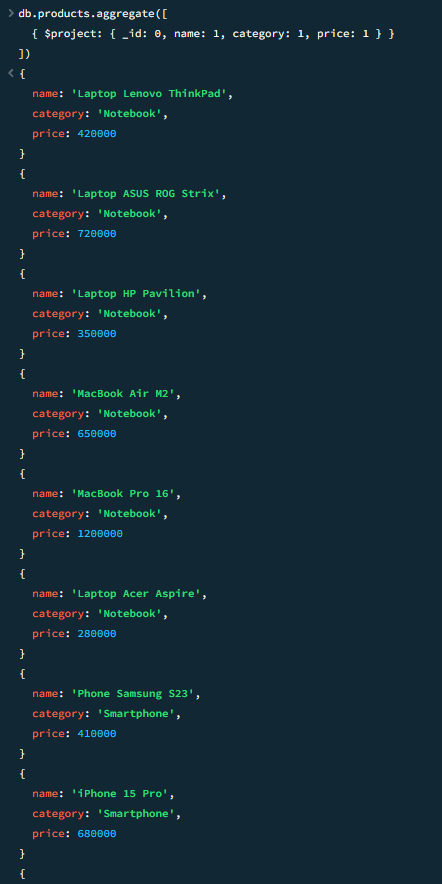 > db.products.aggregate([
{ $project: { _id: 0, name: 1, category: 1, price: 1 } }
])
< {
name: 'Laptop Lenovo ThinkPad',
category: 'Notebook',
price: 420000
}
{
name: 'Laptop ASUS ROG Strix',
category: 'Notebook',
price: 720000
}
{
name: 'Laptop HP Pavilion',
category: 'Notebook',
price: 350000
}
{
name: 'MacBook Air M2',
category: 'Notebook',
price: 650000
}
{
name: 'MacBook Pro 16',
category: 'Notebook',
price: 1200000
}
{
name: 'Laptop Acer Aspire',
category: 'Notebook',
price: 280000
}
{
name: 'Phone Samsung S23',
category: 'Smartphone',
price: 410000
}
{
name: 'iPhone 15 Pro',
category: 'Smartphone',
price: 680000
}
{